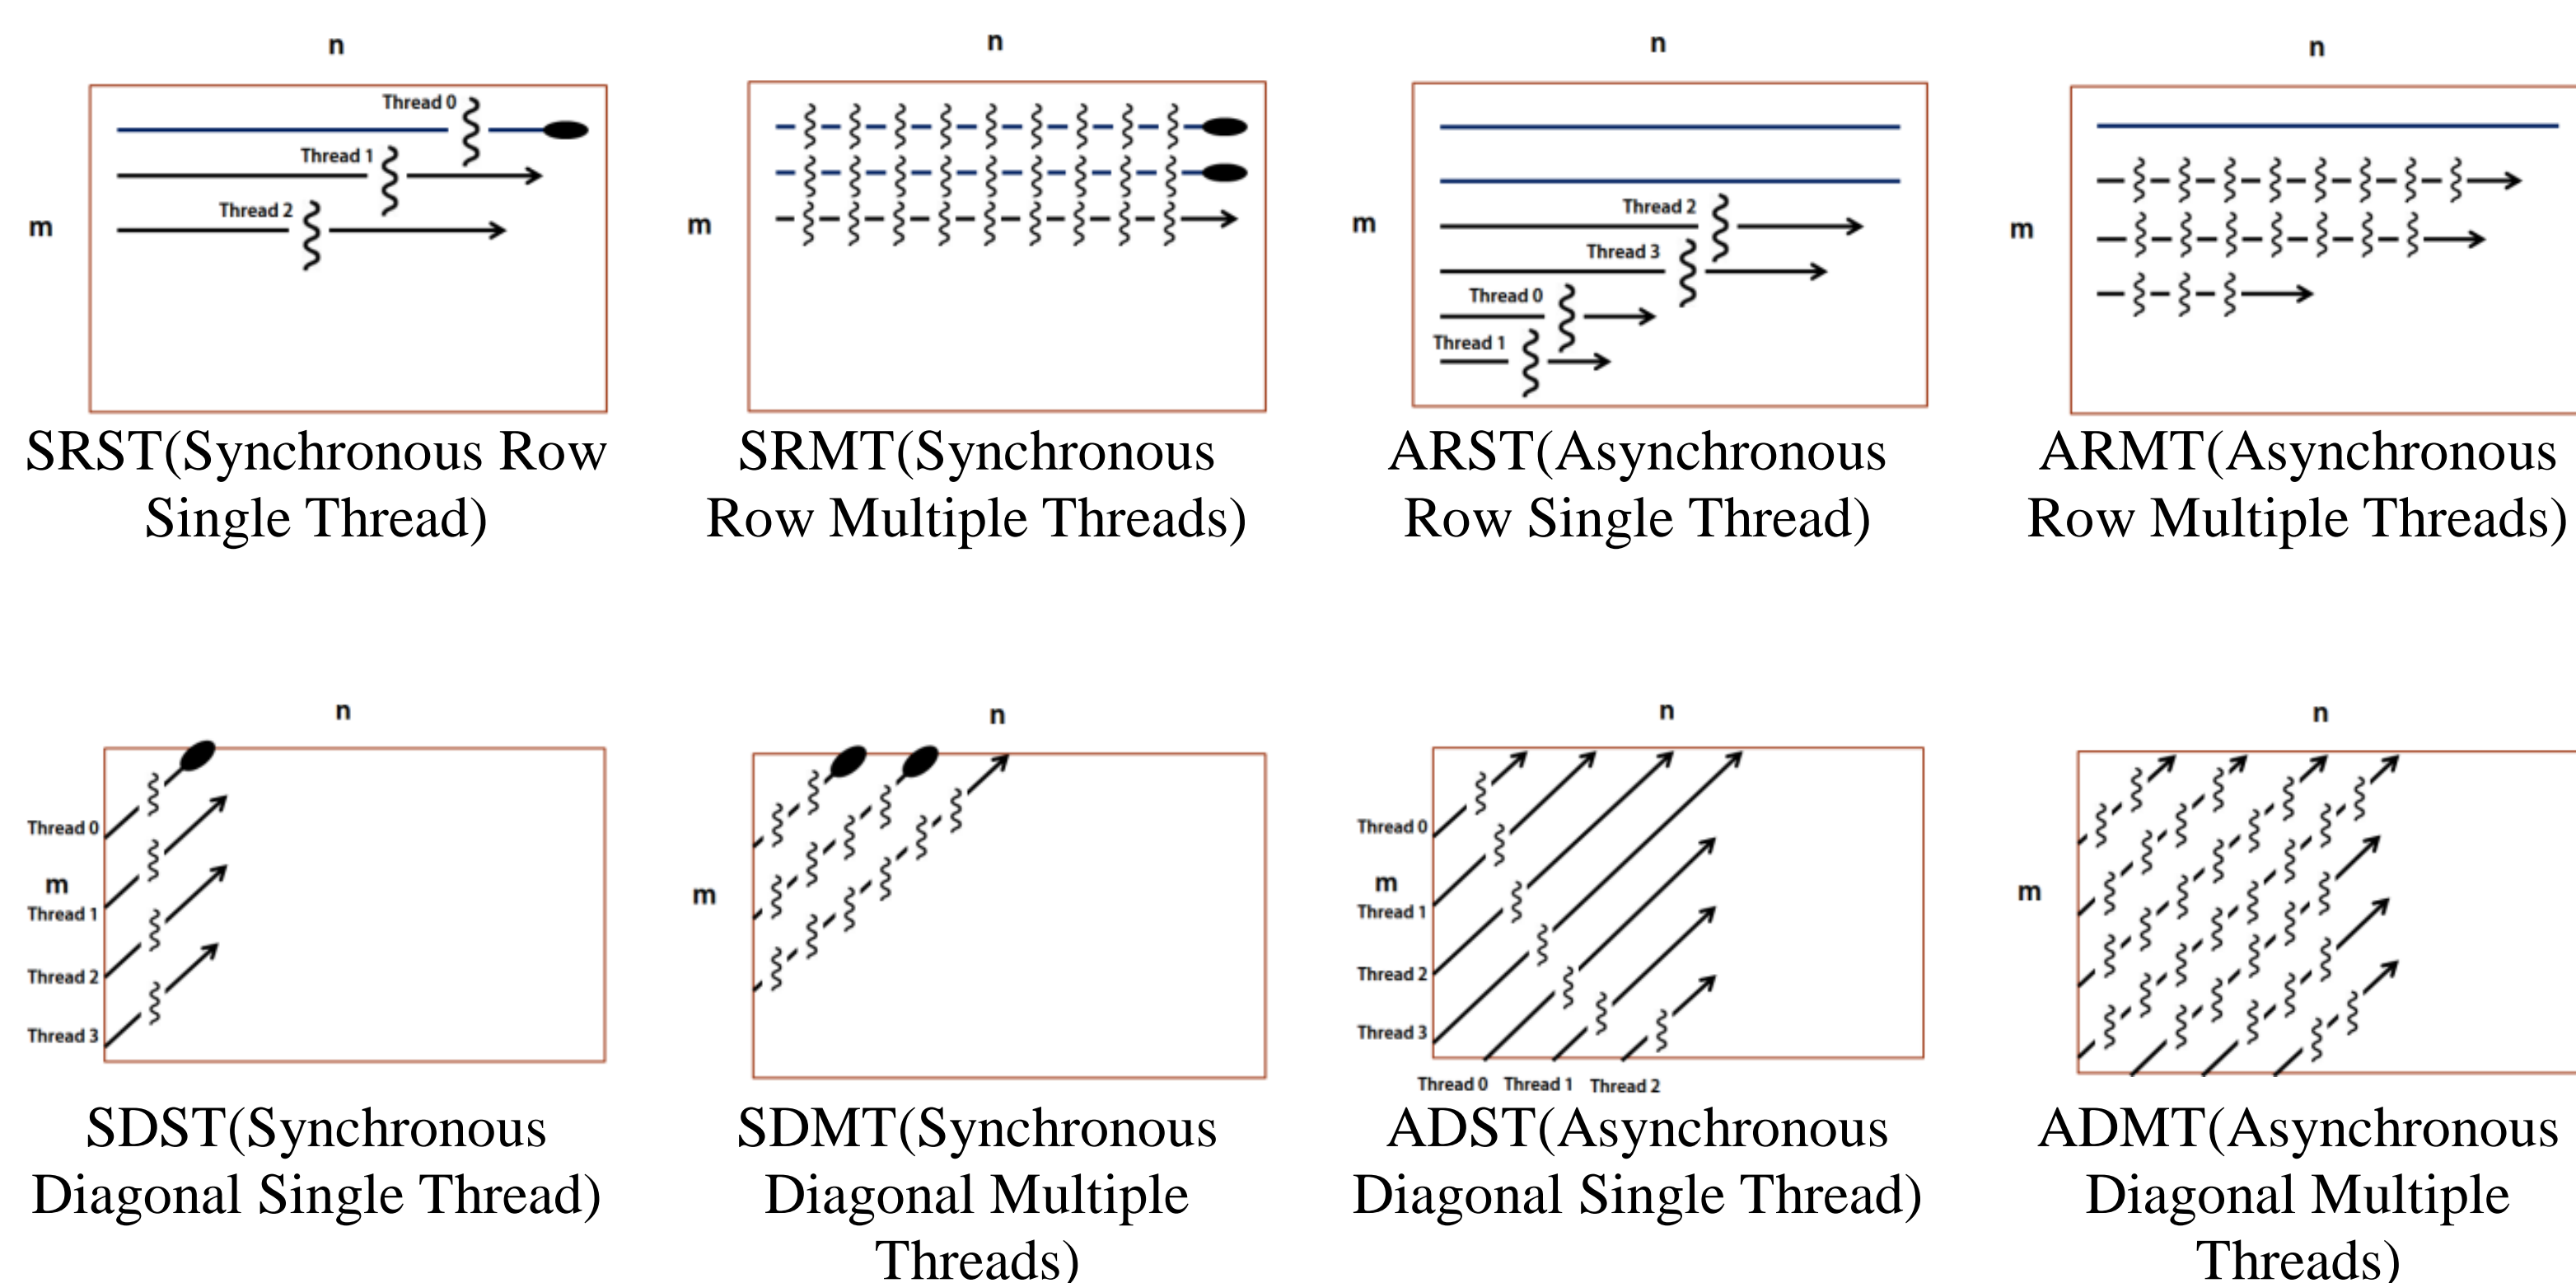 n
Thread 0
Thread 1
Thread 2
m
SRST(Synchronous Row
Single Thread)
n
m
SRMT(Synchronous
Row Multiple Threads)
n
Thread 2
m
Thread 3
Thread 0
Thread 1
ARST(Asynchronous
Row Single Thread)
n
m
ARMT(Asynchronous
Row Multiple Threads)
n
Thread 0
m
Thread 1
Thread 2
Thread 3
SDST(Synchronous
Diagonal Single Thread)
n
m
SDMT(Synchronous
Diagonal Multiple
Threads)
n
Thread 0
m
Thread 1
Thread 2
Thread 3
Thread 0 Thread 1 Thread 2
ADST(Asynchronous
Diagonal Single Thread)
n
m
ADMT(Asynchronous
Diagonal Multiple
Threads)